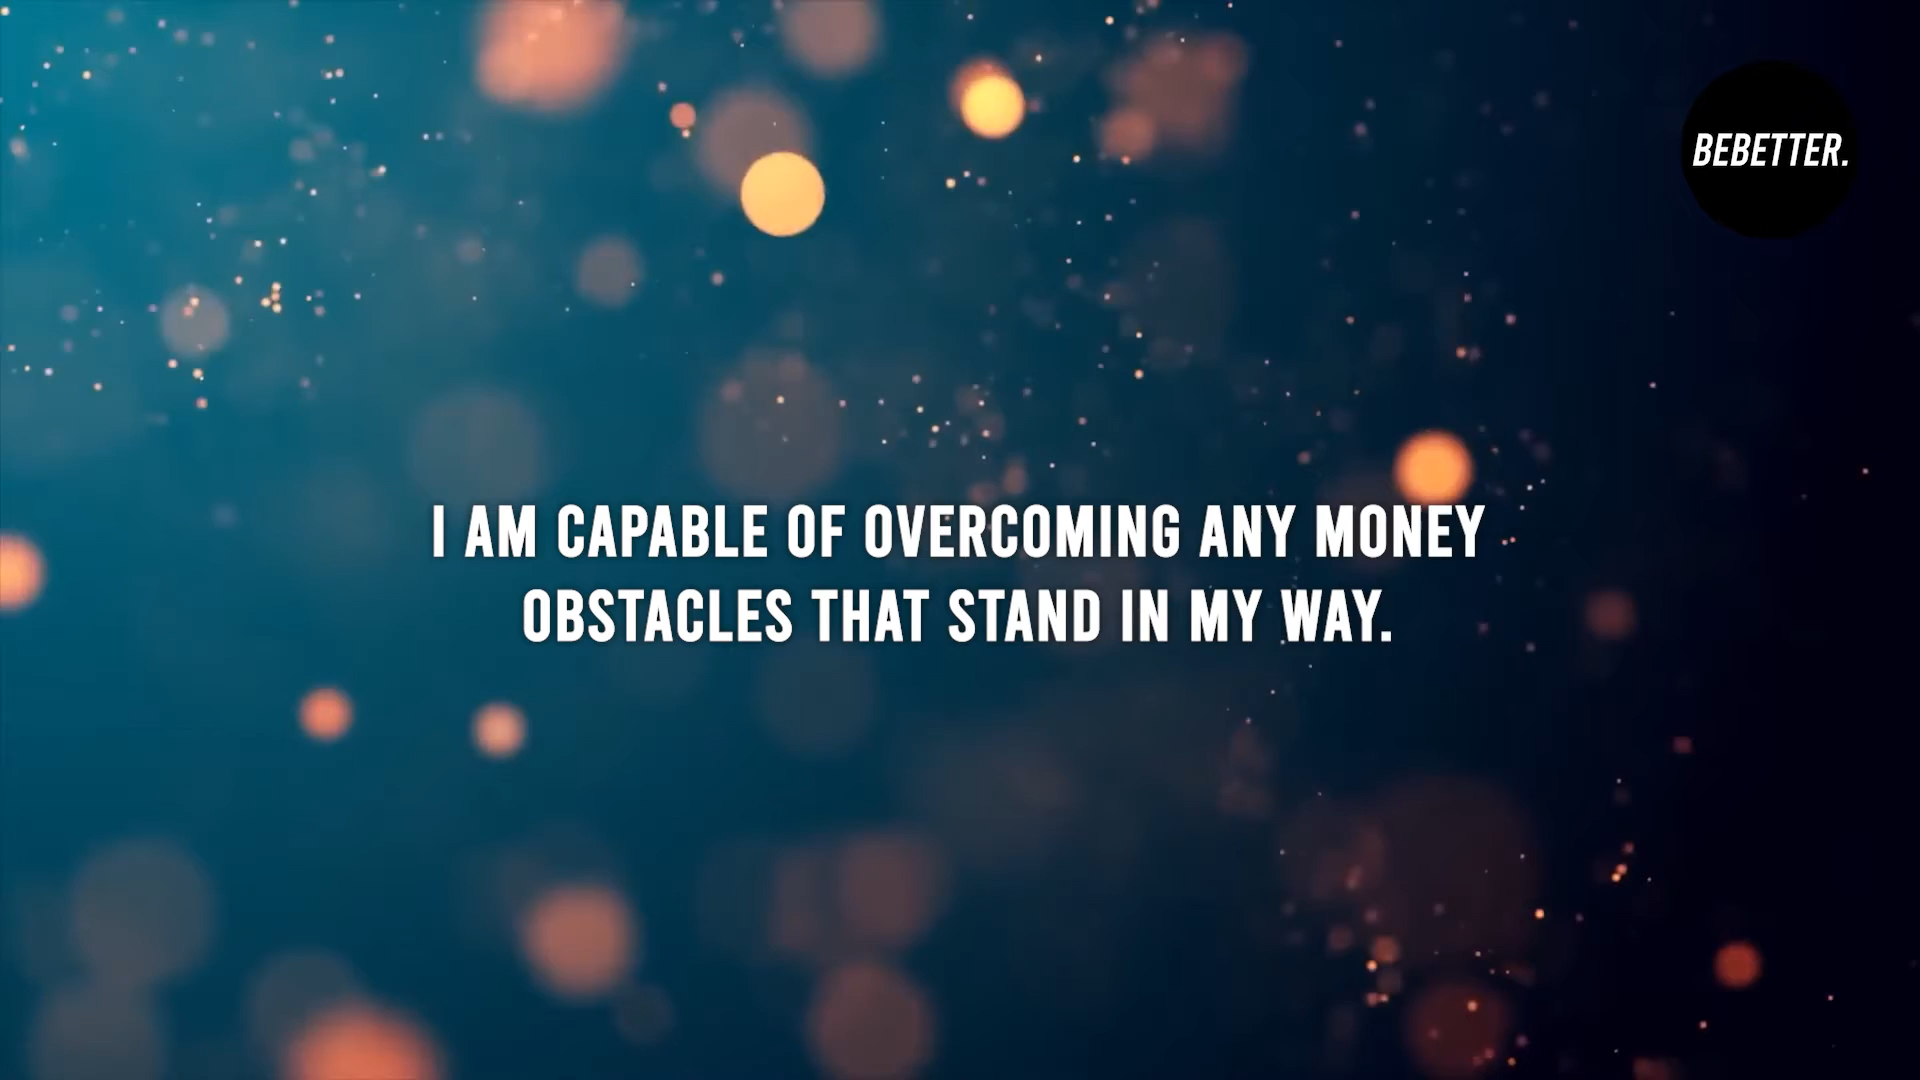 BEBETTER.
I AM CAPABLE OF OVERCOMING ANY MONEY
OBSTACLES THAT STAND IN MY WAY.